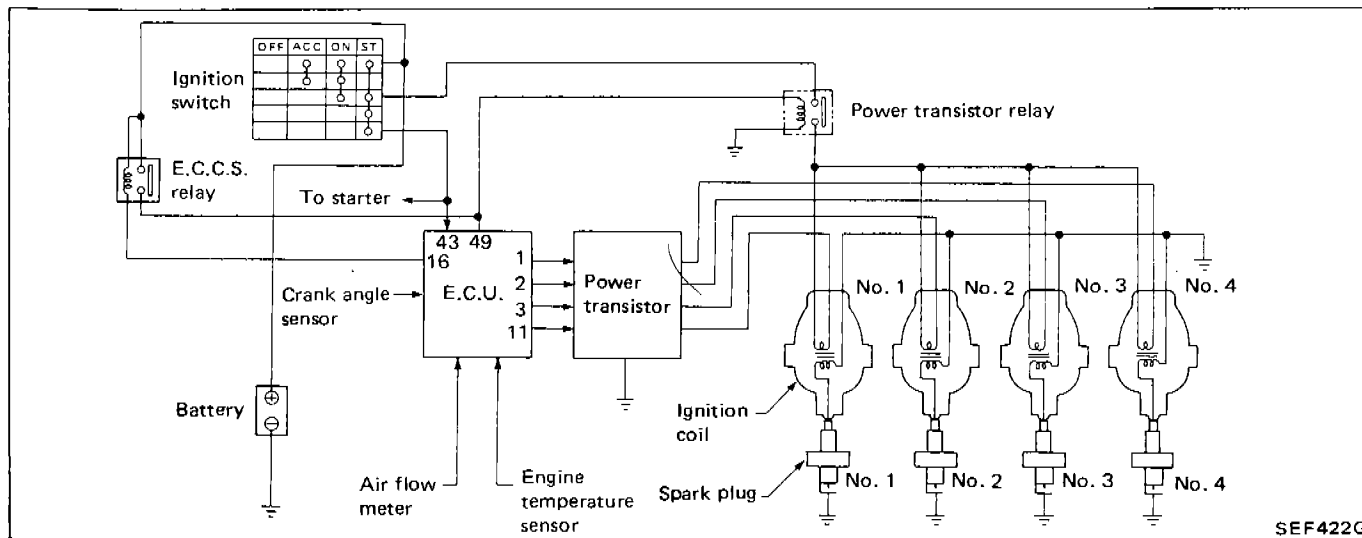 OFF ACC ON ST
Ignition
switch
Power transistor relay
E.C.C.S.
relay
To starter
43 49
16
1
2
3
11
E.C.U.
Crank angle
sensor
Power
transistor
No. 1 No. 2 No. 3 No. 4
Battery
Ignition
coil
Air flow
meter
Engine
temperature
sensor
Spark plug
No. 1 No. 2 No. 3 No. 4
SEF422G